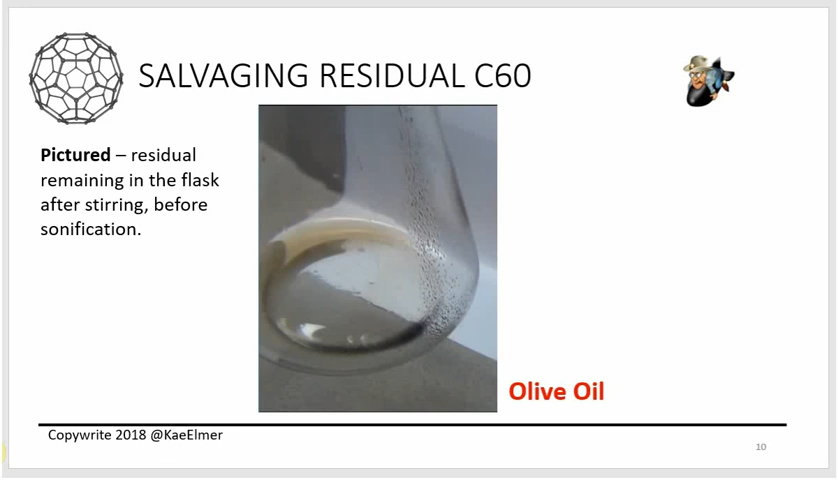 SALVAGING RESIDUAL C60
Pictured – residual
remaining in the flask
after stirring, before
sonification.
Olive Oil
Copywrite 2018 @KaeElmer
10